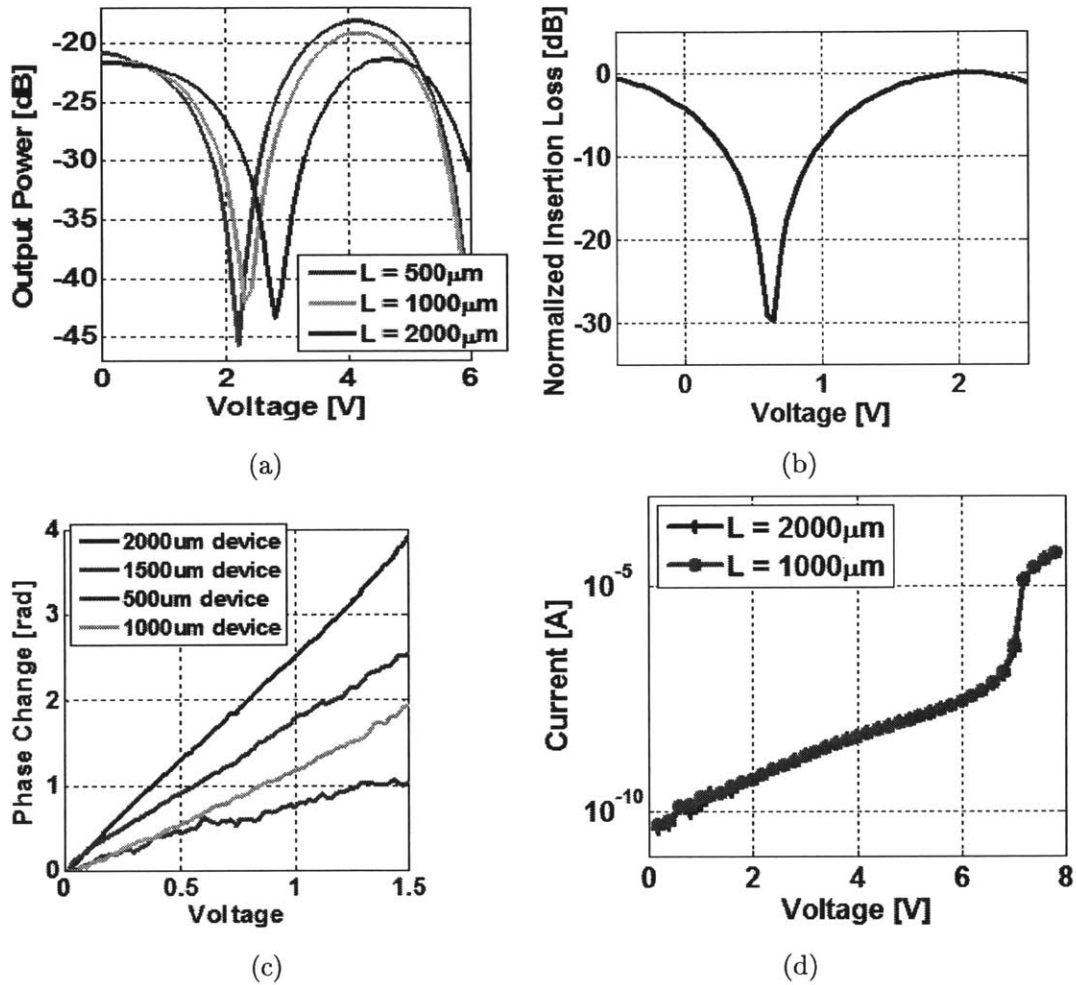 Output Power [dB]
-20
-25
-30
-35
-40
-45
0
2
4
6
Voltage [V]
L = 500μm
L = 1000μm
L = 2000μm
(a)
Normalized Insertion Loss [dB]
0
-10
-20
-30
0
1
2
Voltage [V]
(b)
Phase Change [rad]
4
3
2
1
0
0
0.5
1
1.5
Voltage
2000um device
1500um device
500um device
1000um device
(c)
Current [A]
10-5
10-10
0
2
4
6
8
Voltage [V]
L = 2000μm
L = 1000μm
(d)